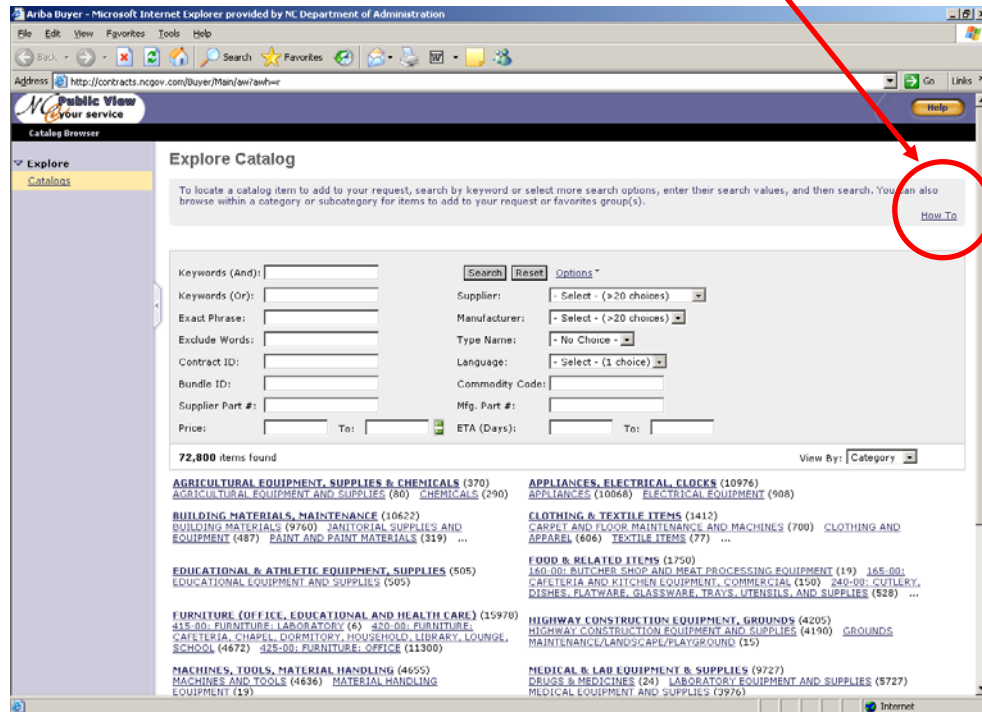 Ariba Buyer - Microsoft Internet Explorer provided by NC Department of Administration
File Edit View Favorites Tools Help
Back Search Favorites
Address http://contracts.ncgov.com/Buyer/Main/aw?awh=r Go Links »
NC Public View
@your service
Help
Catalog Browser
Explore
Catalogs
Explore Catalog
To locate a catalog item to add to your request, search by keyword or select more search options, enter their search values, and then search. You can also
browse within a category or subcategory for items to add to your request or favorites group(s).
How To
Keywords (And): Search Reset Options
Keywords (Or): Supplier: - Select - (>20 choices)
Exact Phrase: Manufacturer: - Select - (>20 choices)
Exclude Words: Type Name: - No Choice -
Contract ID: Language: - Select - (1 choice)
Bundle ID: Commodity Code:
Supplier Part #: Mfg. Part #:
Price: To: ETA (Days): To:
72,800 items found View By: Category
AGRICULTURAL EQUIPMENT, SUPPLIES & CHEMICALS (370)
AGRICULTURAL EQUIPMENT AND SUPPLIES (80) CHEMICALS (290)
APPLIANCES, ELECTRICAL, CLOCKS (10976)
APPLIANCES (10068) ELECTRICAL EQUIPMENT (908)
BUILDING MATERIALS, MAINTENANCE (10622)
BUILDING MATERIALS (9760) JANITORIAL SUPPLIES AND
EQUIPMENT (487) PAINT AND PAINT MATERIALS (319) ...
CLOTHING & TEXTILE ITEMS (1412)
CARPET AND FLOOR MAINTENANCE AND MACHINES (700) CLOTHING AND
APPAREL (606) TEXTILE ITEMS (77) ...
EDUCATIONAL & ATHLETIC EQUIPMENT, SUPPLIES (505)
EDUCATIONAL EQUIPMENT AND SUPPLIES (505)
FOOD & RELATED ITEMS (1750)
160-00: BUTCHER SHOP AND MEAT PROCESSING EQUIPMENT (19) 165-00:
CAFETERIA AND KITCHEN EQUIPMENT, COMMERCIAL (150) 240-00: CUTLERY,
DISHES, FLATWARE, GLASSWARE, TRAYS, UTENSILS, AND SUPPLIES (528) ...
FURNITURE (OFFICE, EDUCATIONAL AND HEALTH CARE) (15978)
415-00: FURNITURE: LABORATORY (6) 420-00: FURNITURE:
CAFETERIA, CHAPEL, DORMITORY, HOUSEHOLD, LIBRARY, LOUNGE,
SCHOOL (4672) 425-00: FURNITURE: OFFICE (11300)
HIGHWAY CONSTRUCTION EQUIPMENT, GROUNDS (4205)
HIGHWAY CONSTRUCTION EQUIPMENT AND SUPPLIES (4190) GROUNDS
MAINTENANCE/LANDSCAPE/PLAYGROUND (15)
MACHINES, TOOLS, MATERIAL HANDLING (4655)
MACHINES AND TOOLS (4636) MATERIAL HANDLING
EQUIPMENT (19)
MEDICAL & LAB EQUIPMENT & SUPPLIES (9727)
DRUGS & MEDICINES (24) LABORATORY EQUIPMENT AND SUPPLIES (5727)
MEDICAL EQUIPMENT AND SUPPLIES (3976)
Internet